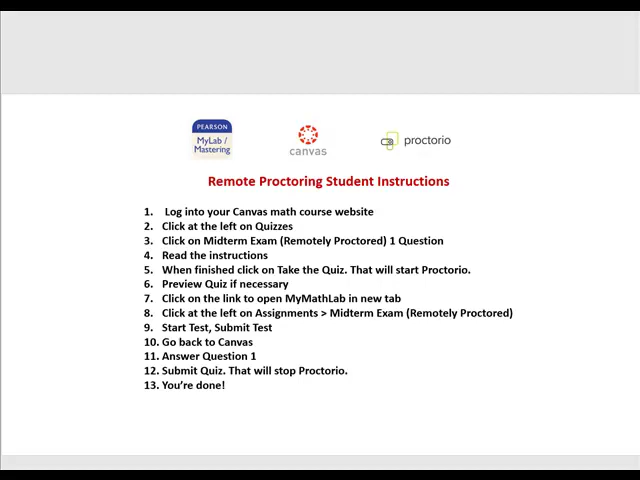 PEARSON
MyLab /
Mastering
canvas
proctorio
Remote Proctoring Student Instructions
1. Log into your Canvas math course website
2. Click at the left on Quizzes
3. Click on Midterm Exam (Remotely Proctored) 1 Question
4. Read the instructions
5. When finished click on Take the Quiz. That will start Proctorio.
6. Preview Quiz if necessary
7. Click on the link to open MyMathLab in new tab
8. Click at the left on Assignments > Midterm Exam (Remotely Proctored)
9. Start Test, Submit Test
10. Go back to Canvas
11. Answer Question 1
12. Submit Quiz. That will stop Proctorio.
13. You're done!